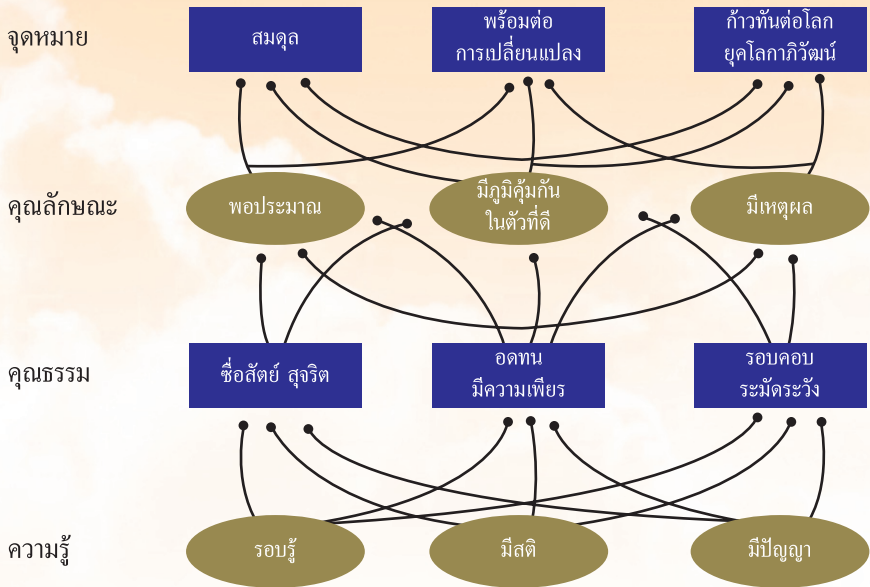 จุดหมาย
สมดุล
พร้อมต่อ
การเปลี่ยนแปลง
ก้าวทันต่อโลก
ยุคโลกาภิวัฒน์
คุณลักษณะ
พอประมาณ
มีภูมิคุ้มกัน
ในตัวที่ดี
มีเหตุผล
คุณธรรม
ซื่อสัตย์ สุจริต
อดทน
มีความเพียร
รอบคอบ
ระมัดระวัง
ความรู้
รอบรู้
มีสติ
มีปัญญา